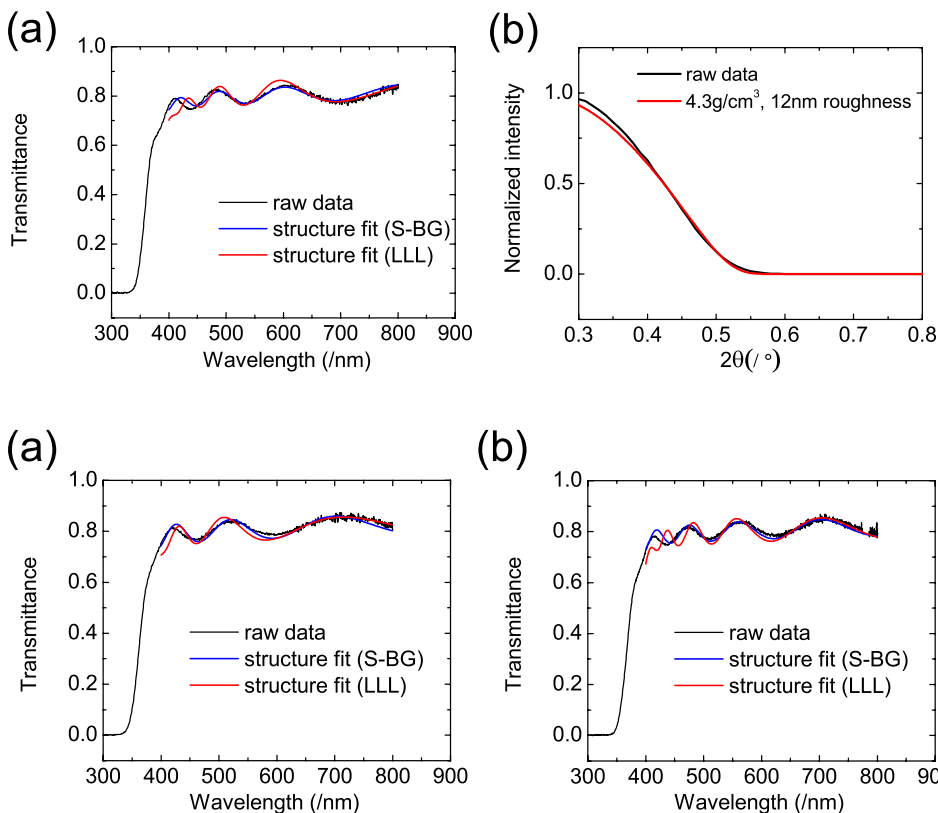 (a)
1.0
0.8
0.6
0.4
0.2
0.0
Transmittance
raw data
structure fit (S-BG)
structure fit (LLL)
300 400 500 600 700 800 900
Wavelength (/nm)
(b)
1.0
0.5
0.0
Normalized intensity
raw data
4.3g/cm³, 12nm roughness
0.3 0.4 0.5 0.6 0.7 0.8
2θ(/ °)
(a)
1.0
0.8
0.6
0.4
0.2
0.0
Transmittance
raw data
structure fit (S-BG)
structure fit (LLL)
300 400 500 600 700 800 900
Wavelength (/nm)
(b)
1.0
0.8
0.6
0.4
0.2
0.0
Transmittance
raw data
structure fit (S-BG)
structure fit (LLL)
300 400 500 600 700 800 90
Wavelength (/nm)